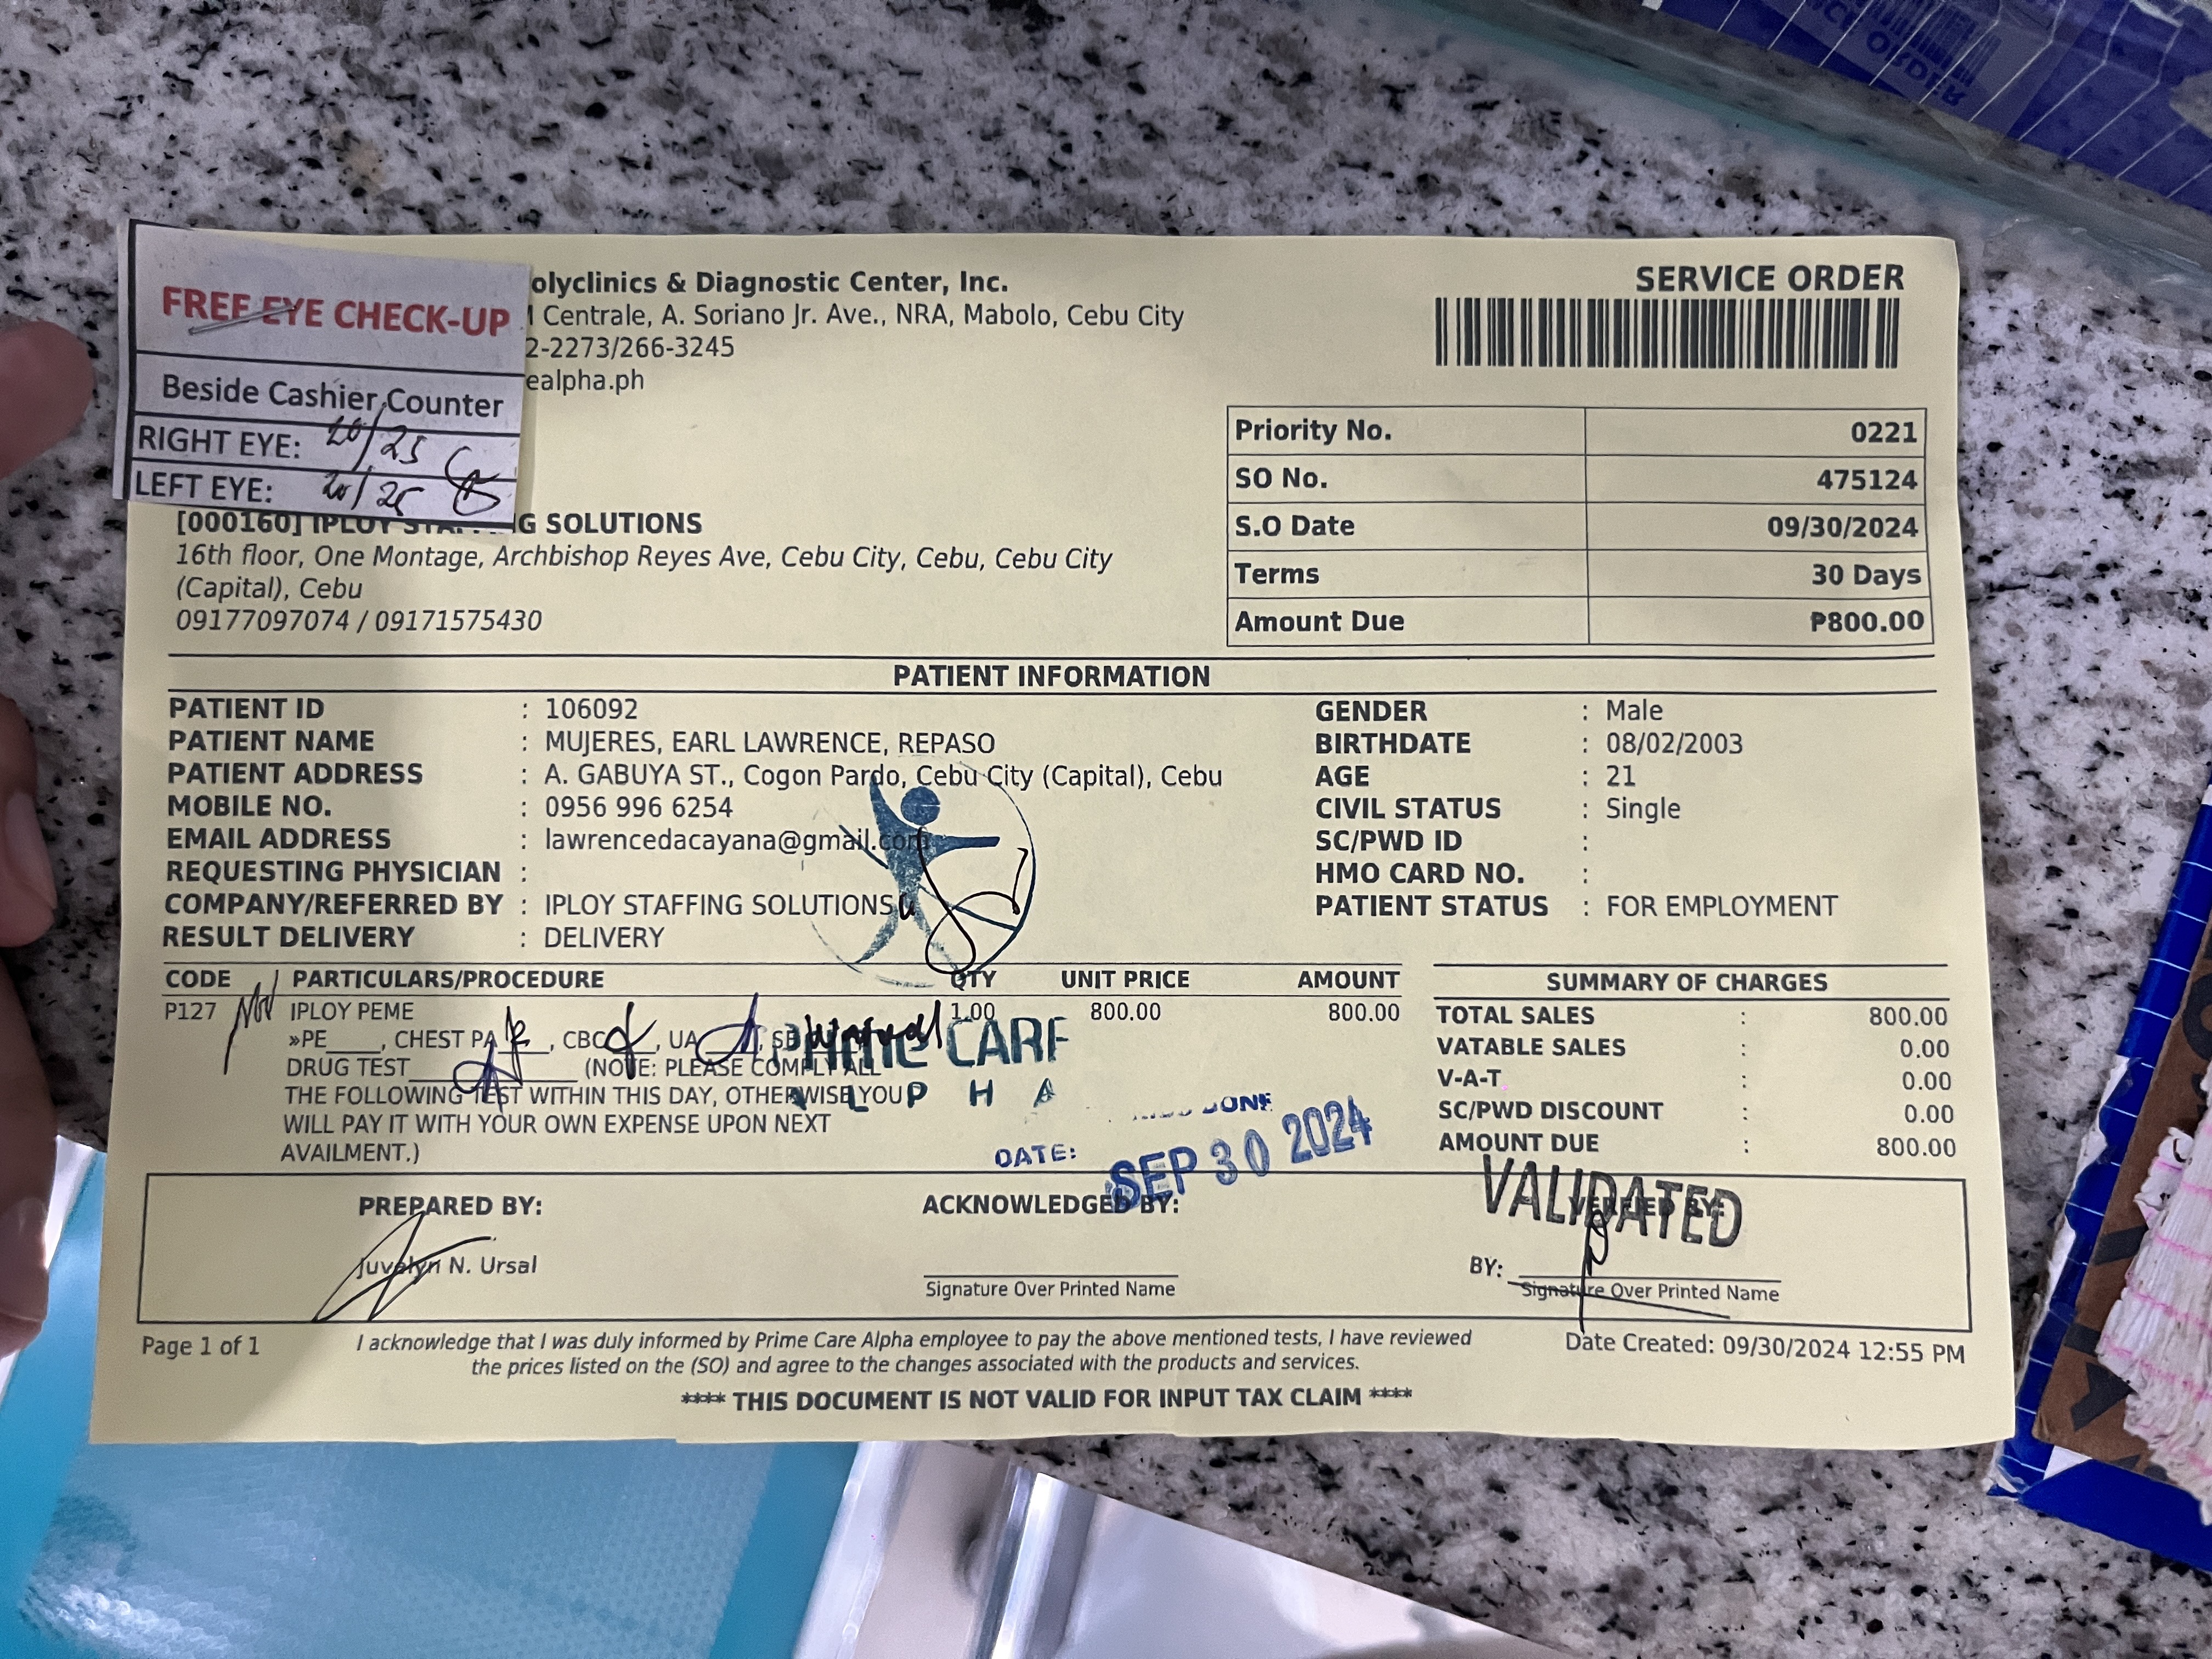 FREE EYE CHECK-UP
Beside Cashier Counter
RIGHT EYE: 20/25
LEFT EYE: 20/25
olyclinics & Diagnostic Center, Inc.
Centrale, A. Soriano Jr. Ave., NRA, Mabolo, Cebu City
2-2273/266-3245
ealpha.ph
SERVICE ORDER
Priority No. 0221
SO No. 475124
S.O Date 09/30/2024
Terms 30 Days
Amount Due ₱800.00
[000160] IPLOY STAFFING SOLUTIONS
16th floor, One Montage, Archbishop Reyes Ave, Cebu City, Cebu, Cebu City
(Capital), Cebu
09177097074 / 09171575430
PATIENT INFORMATION
PATIENT ID : 106092
PATIENT NAME : MUJERES, EARL LAWRENCE, REPASO
PATIENT ADDRESS : A. GABUYA ST., Cogon Pardo, Cebu City (Capital), Cebu
MOBILE NO. : 0956 996 6254
EMAIL ADDRESS : lawrencedacayana@gmail.com
REQUESTING PHYSICIAN :
COMPANY/REFERRED BY : IPLOY STAFFING SOLUTIONS
RESULT DELIVERY : DELIVERY
GENDER : Male
BIRTHDATE : 08/02/2003
AGE : 21
CIVIL STATUS : Single
SC/PWD ID :
HMO CARD NO. :
PATIENT STATUS : FOR EMPLOYMENT
CODE PARTICULARS/PROCEDURE QTY UNIT PRICE AMOUNT
P127 IPLOY PEME 1.00 800.00 800.00
»PE____, CHEST PA____, CBC____, UA____,
DRUG TEST____ (NOTE: PLEASE COMPLY ALL
THE FOLLOWING TEST WITHIN THIS DAY, OTHERWISE YOU
WILL PAY IT WITH YOUR OWN EXPENSE UPON NEXT
AVAILMENT.)
PRIME CARE
ALPHA
DONE
DATE: SEP 30 2024
SUMMARY OF CHARGES
TOTAL SALES : 800.00
VATABLE SALES : 0.00
V-A-T : 0.00
SC/PWD DISCOUNT : 0.00
AMOUNT DUE : 800.00
PREPARED BY:
Juvelyn N. Ursal
ACKNOWLEDGED BY:
Signature Over Printed Name
VALIDATED
VERIFIED BY:
BY:
Signature Over Printed Name
Page 1 of 1
I acknowledge that I was duly informed by Prime Care Alpha employee to pay the above mentioned tests, I have reviewed
the prices listed on the (SO) and agree to the changes associated with the products and services.
Date Created: 09/30/2024 12:55 PM
**** THIS DOCUMENT IS NOT VALID FOR INPUT TAX CLAIM ****